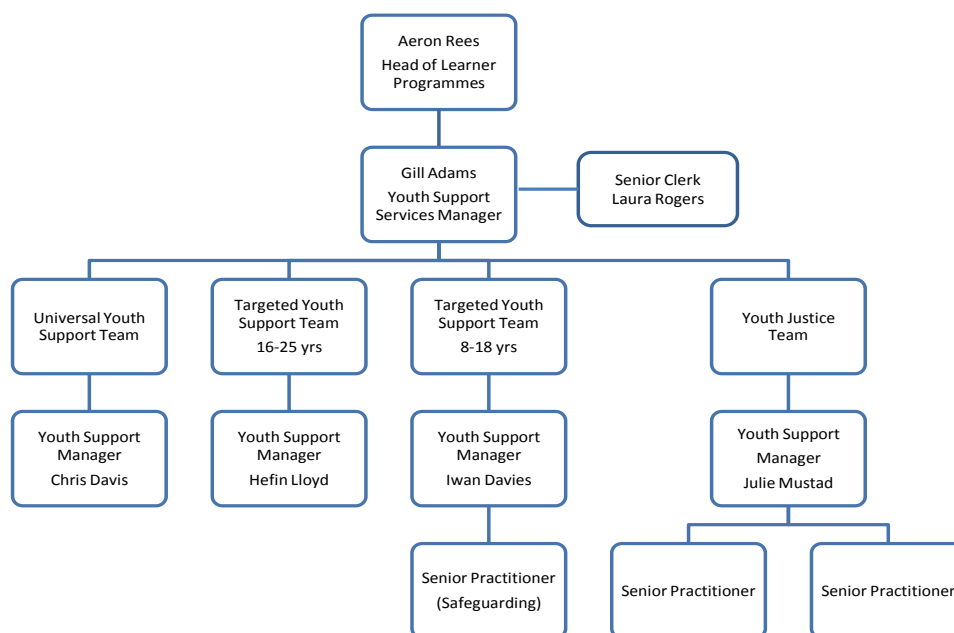 Aeron Rees
Head of Learner
Programmes
Gill Adams
Youth Support
Services Manager
Senior Clerk
Laura Rogers
Universal Youth
Support Team
Targeted Youth
Support Team
16-25 yrs
Targeted Youth
Support Team
8-18 yrs
Youth Justice
Team
Youth Support
Manager
Chris Davis
Youth Support
Manager
Hefin Lloyd
Youth Support
Manager
Iwan Davies
Youth Support
Manager
Julie Mustad
Senior Practitioner
(Safeguarding)
Senior Practitioner
Senior Practitioner